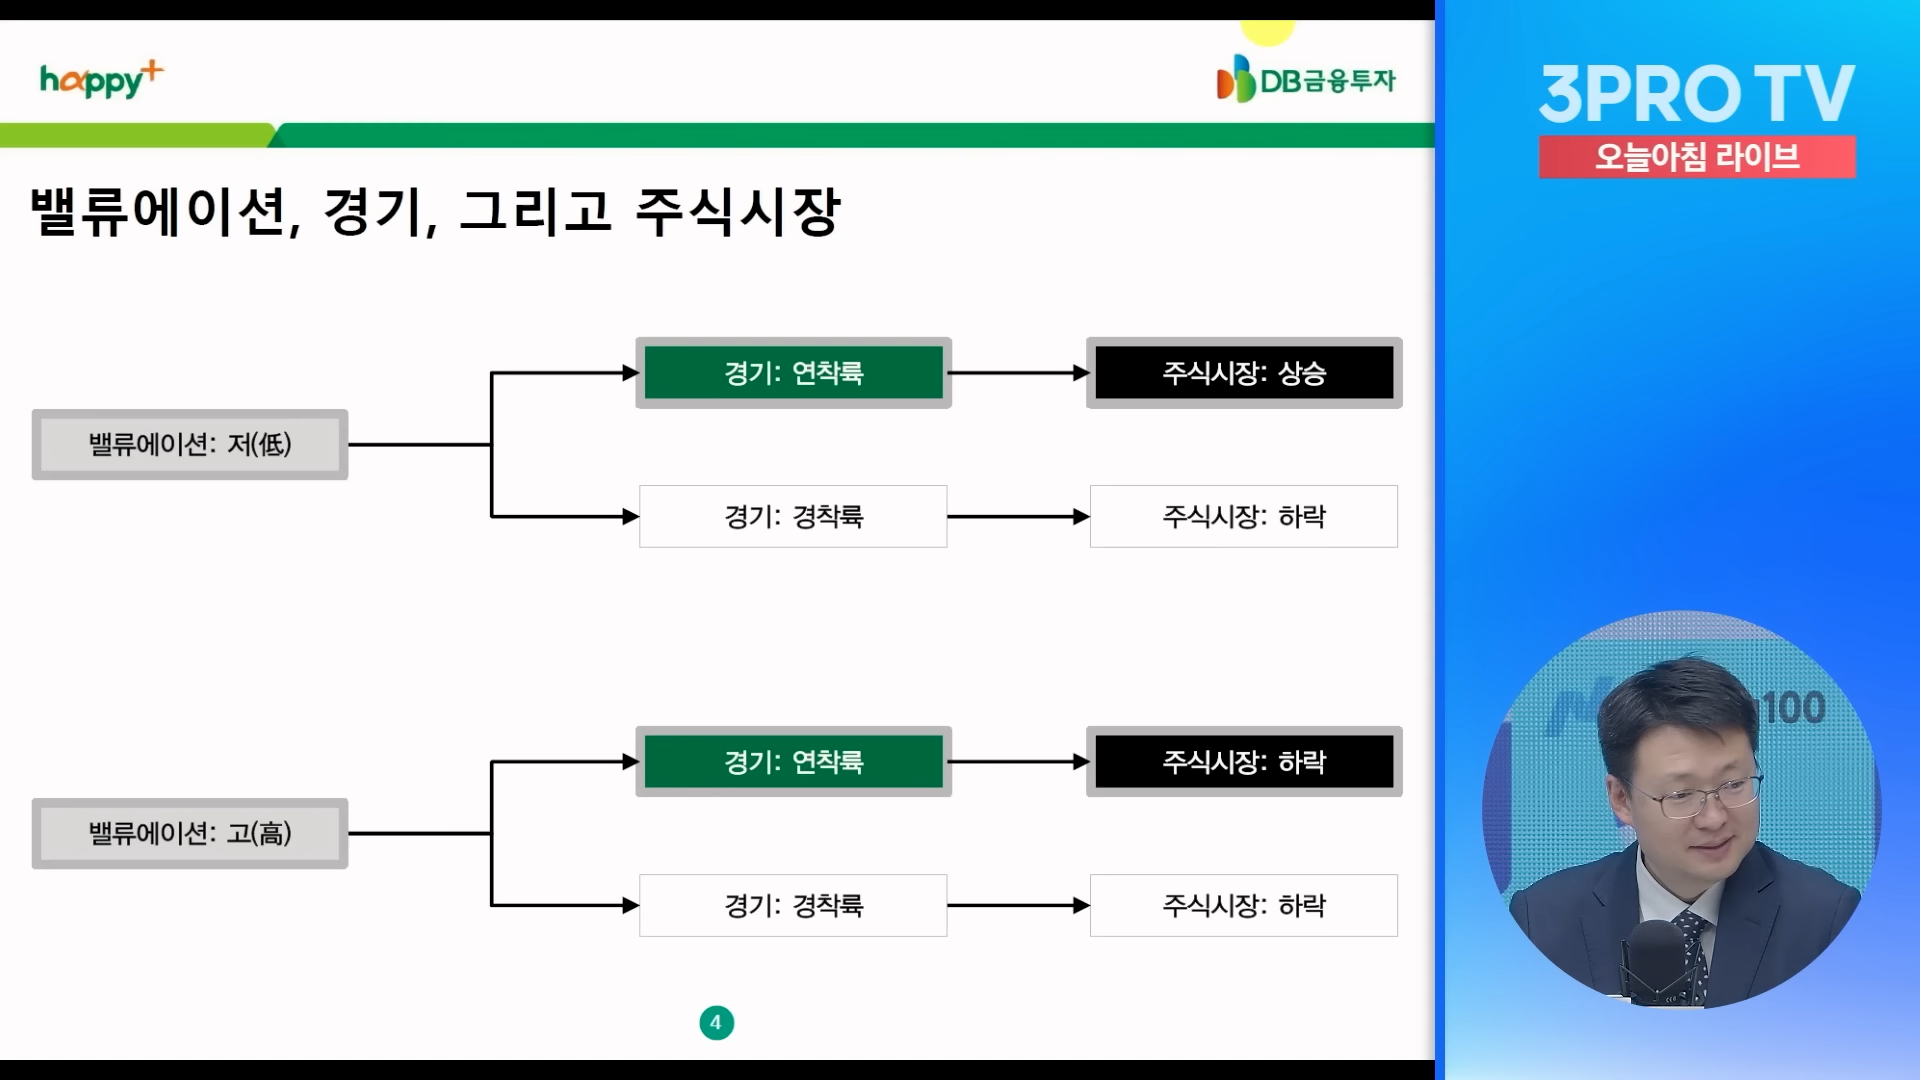 happy+
DB금융투자
3PRO TV
오늘아침 라이브
밸류에이션, 경기, 그리고 주식시장
밸류에이션: 저(低)
경기: 연착륙
주식시장: 상승
경기: 경착륙
주식시장: 하락
밸류에이션: 고(高)
경기: 연착륙
주식시장: 하락
경기: 경착륙
주식시장: 하락
4
100